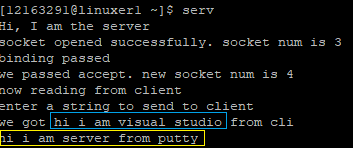 [12163291@linuxer1 ~]$ serv
Hi, I am the server
socket opened successfully. socket num is 3
binding passed
we passed accept. new socket num is 4
now reading from client
enter a string to send to client
we got hi i am visual studio from cli
hi i am server from putty